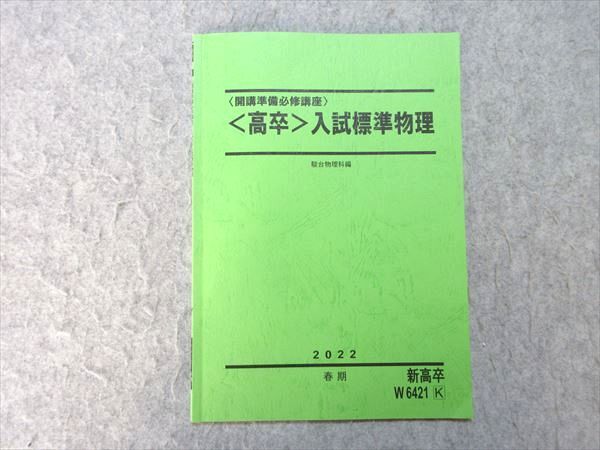 〈開講準備必修講座〉
＜高卒＞入試標準物理
駿台物理科編
2022
春期
新高卒
W6421 K